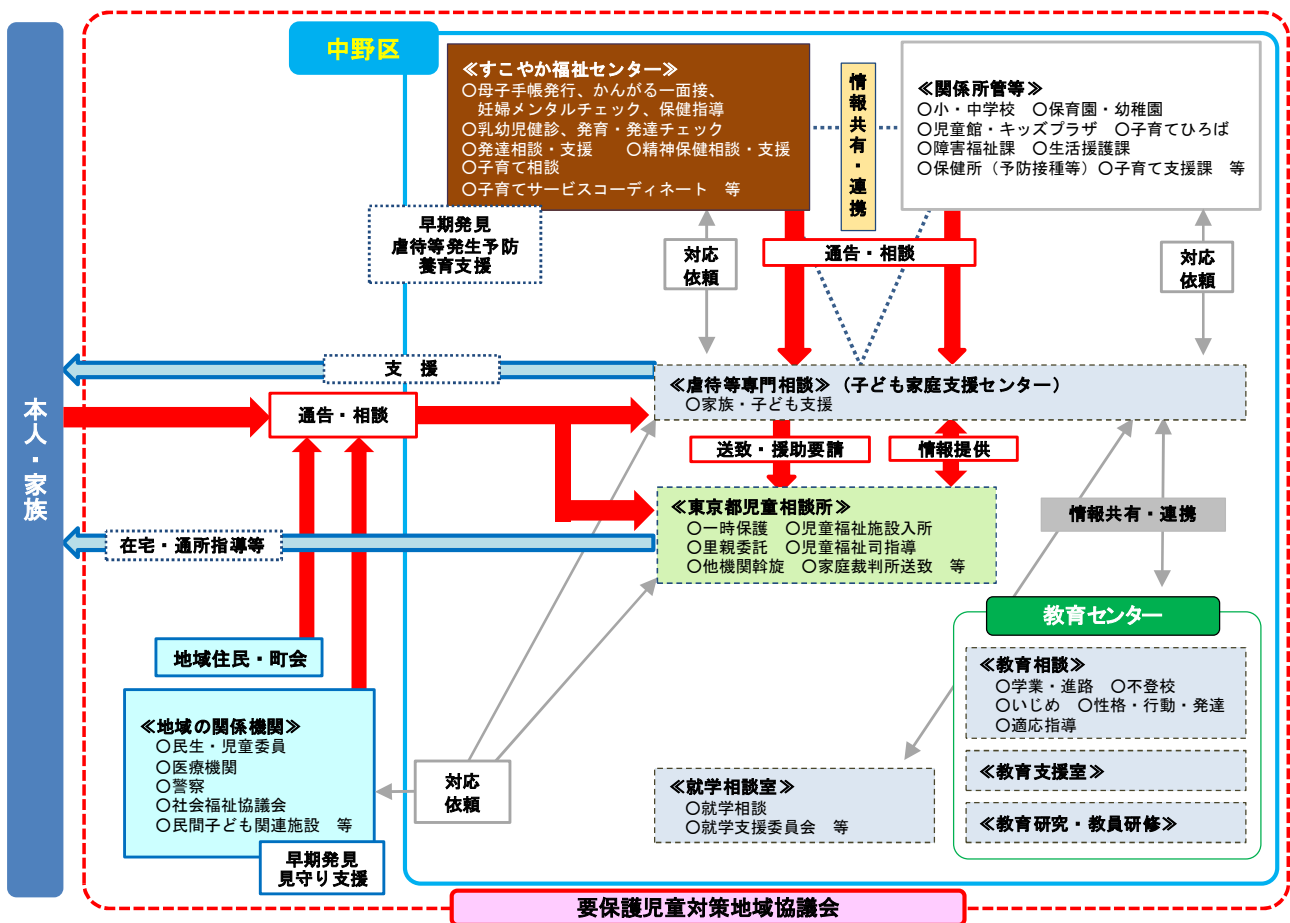 中野区
≪すこやか福祉センター≫
○母子手帳発行、かんがるー面接、
妊婦メンタルチェック、保健指導
○乳幼児健診、発育・発達チェック
○発達相談・支援　○精神保健相談・支援
○子育て相談
○子育てサービスコーディネート　等
情報共有・連携
≪関係所管等≫
○小・中学校　○保育園・幼稚園
○児童館・キッズプラザ　○子育てひろば
○障害福祉課　○生活援護課
○保健所（予防接種等）○子育て支援課　等
早期発見
虐待等発生予防
養育支援
対応
依頼
通告・相談
対応
依頼
支　援
≪虐待等専門相談≫（子ども家庭支援センター）
○家族・子ども支援
本人・家族
通告・相談
送致・援助要請
情報提供
≪東京都児童相談所≫
○一時保護　○児童福祉施設入所
○里親委託　○児童福祉司指導
○他機関斡旋　○家庭裁判所送致　等
情報共有・連携
在宅・通所指導等
教育センター
≪教育相談≫
○学業・進路　○不登校
○いじめ　○性格・行動・発達
○適応指導
≪教育支援室≫
≪教育研究・教員研修≫
地域住民・町会
≪地域の関係機関≫
○民生・児童委員
○医療機関
○警察
○社会福祉協議会
○民間子ども関連施設　等
早期発見
見守り支援
対応
依頼
≪就学相談室≫
○就学相談
○就学支援委員会　等
要保護児童対策地域協議会